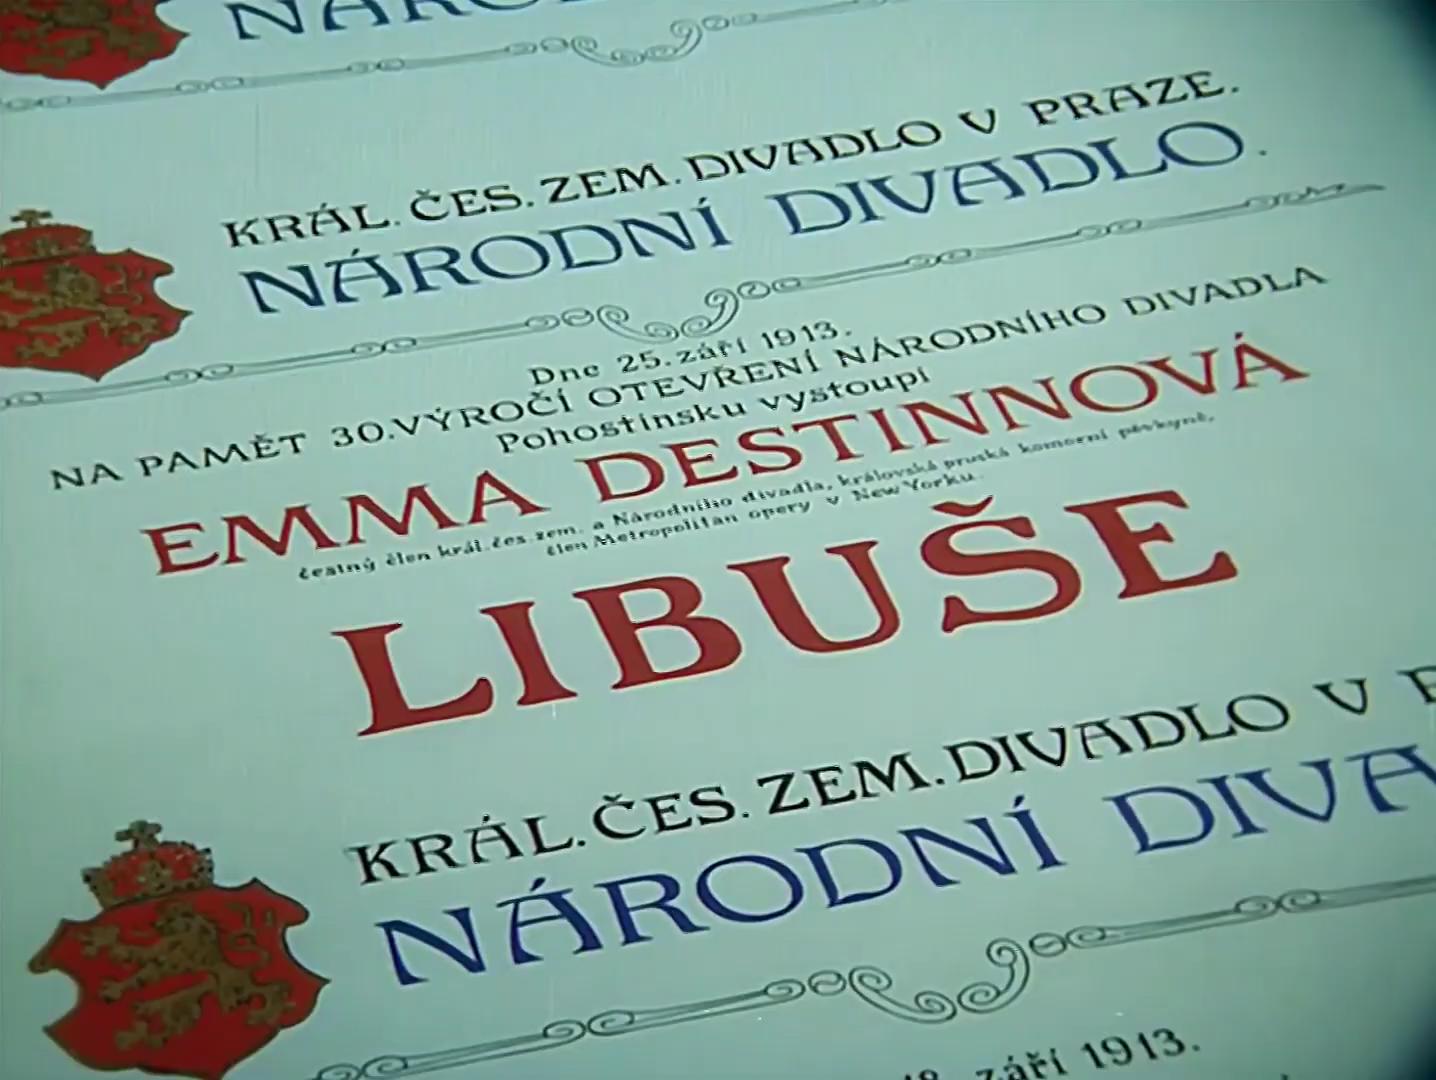 NÁRODNÍ
KRÁL. ČES. ZEM. DIVADLO V PRAZE.
NÁRODNÍ DIVADLO.
Dne 25. září 1913.
NA PAMĚT 30. VÝROČÍ OTEVŘENÍ NÁRODNÍHO DIVADLA
Pohostinsku vystoupí
EMMA DESTINNOVÁ
čestný člen král. čes. zem. a Národního divadla, královská pruská komorní pěvkyně,
člen Metropolitan opery v New Yorku.
LIBUŠE
KRÁL. ČES. ZEM. DIVADLO V P
NÁRODNÍ DIVA
září 1913.